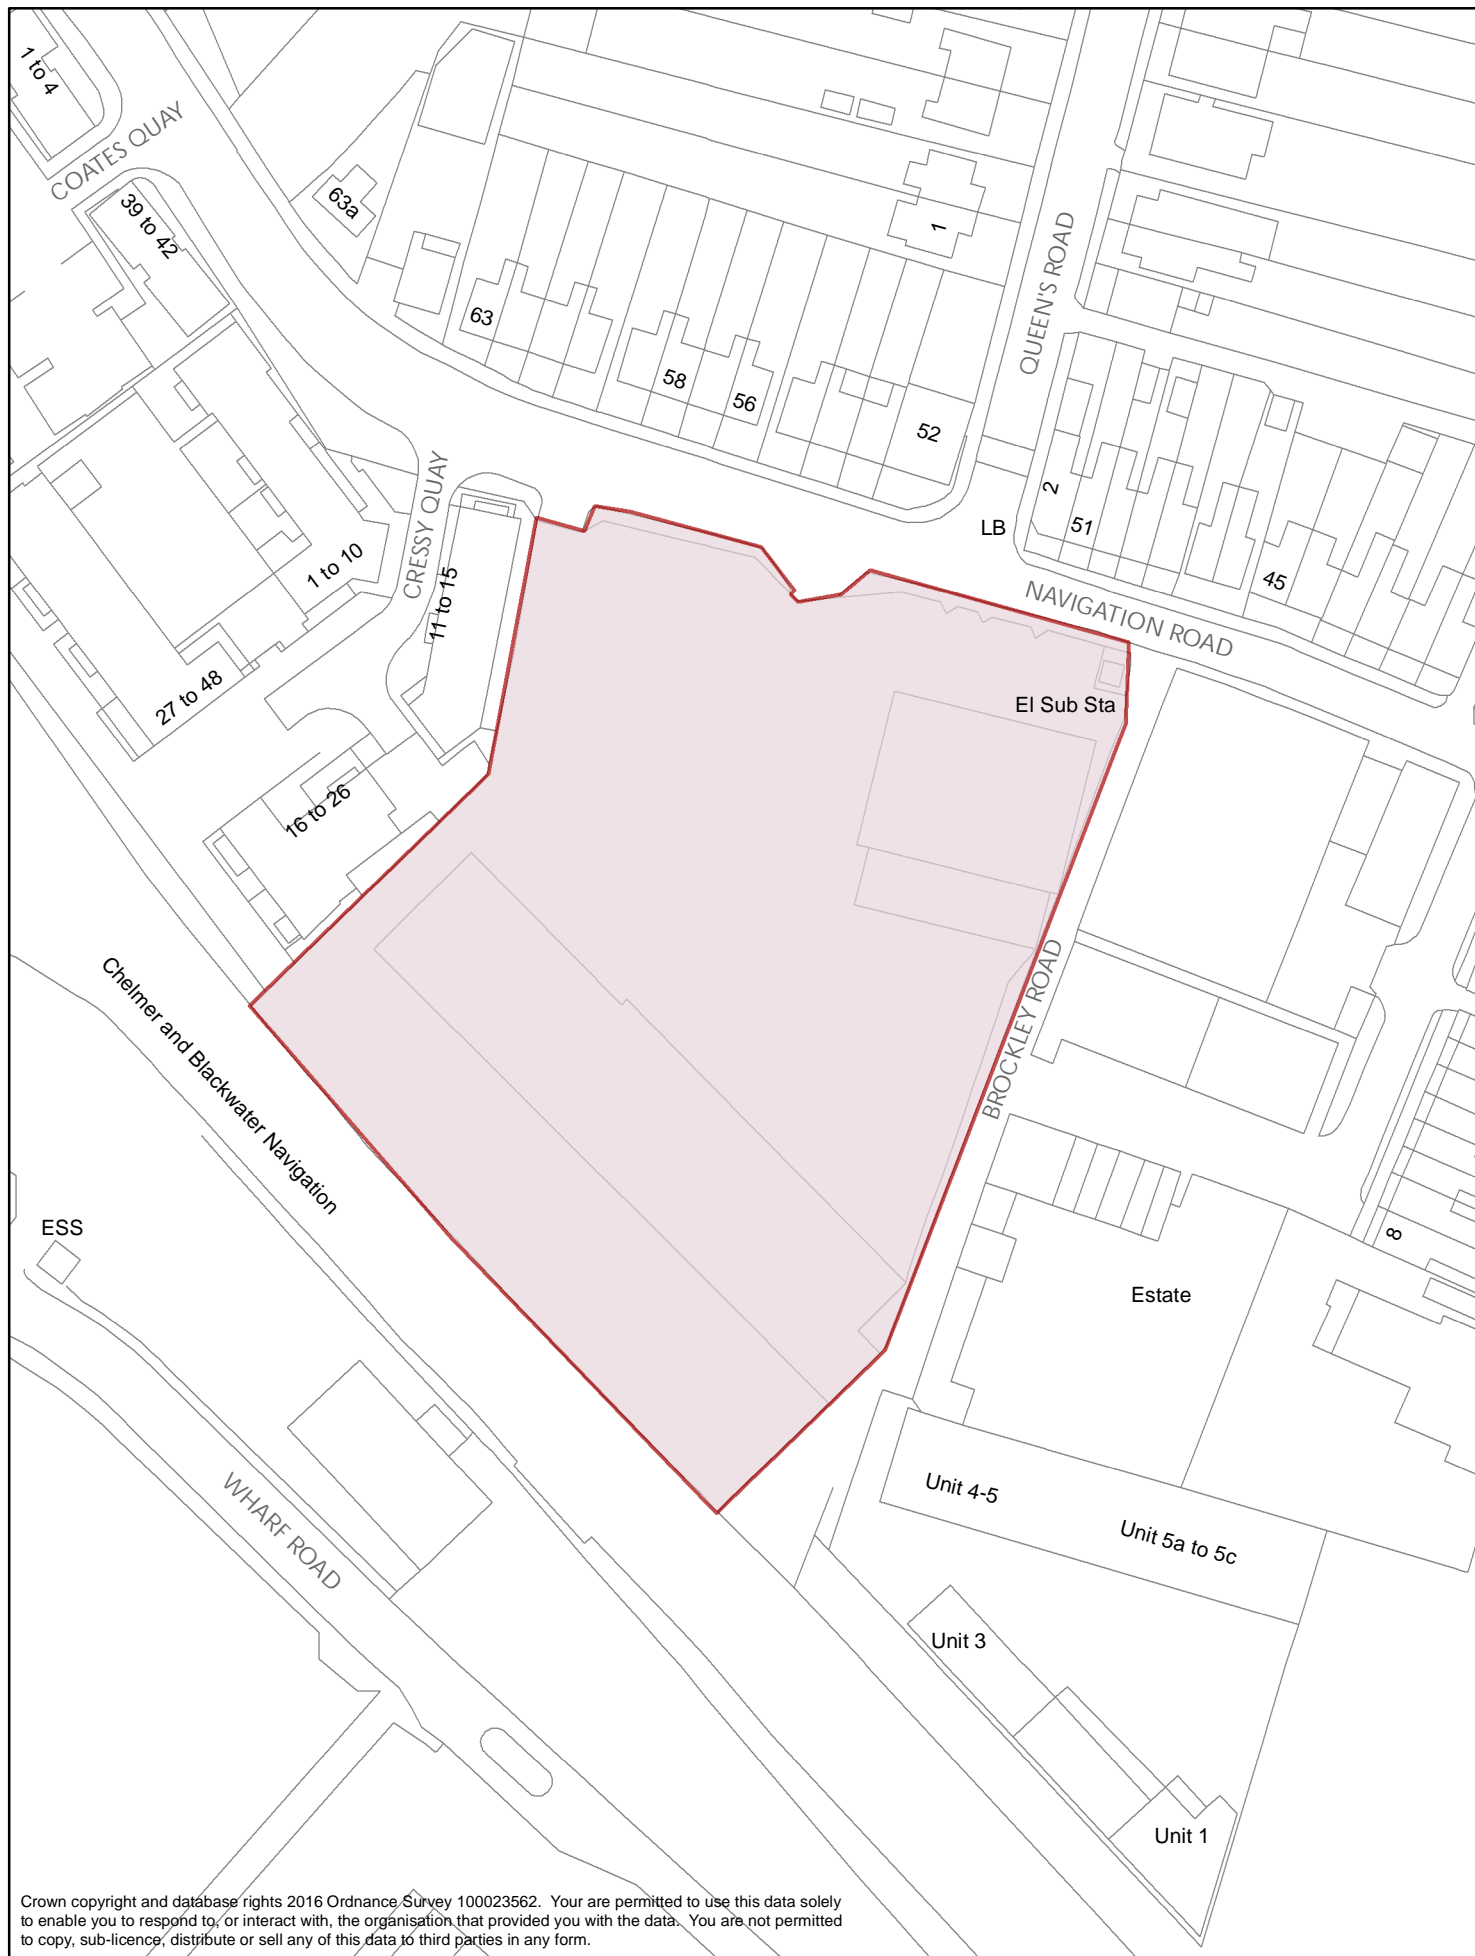 1 to 4
COATES QUAY
39 to 42
63a
1
QUEEN'S ROAD
63
58
56
52
2
51
LB
45
CRESSY QUAY
1 to 10
11 to 15
NAVIGATION ROAD
27 to 48
El Sub Sta
16 to 26
BROCKLEY ROAD
Chelmer and Blackwater Navigation
ESS
8
Estate
WHARF ROAD
Unit 4-5
Unit 5a to 5c
Unit 3
Unit 1
Crown copyright and database rights 2016 Ordnance Survey 100023562.  Your are permitted to use this data solely
to enable you to respond to, or interact with, the organisation that provided you with the data.  You are not permitted
to copy, sub-licence, distribute or sell any of this data to third parties in any form.